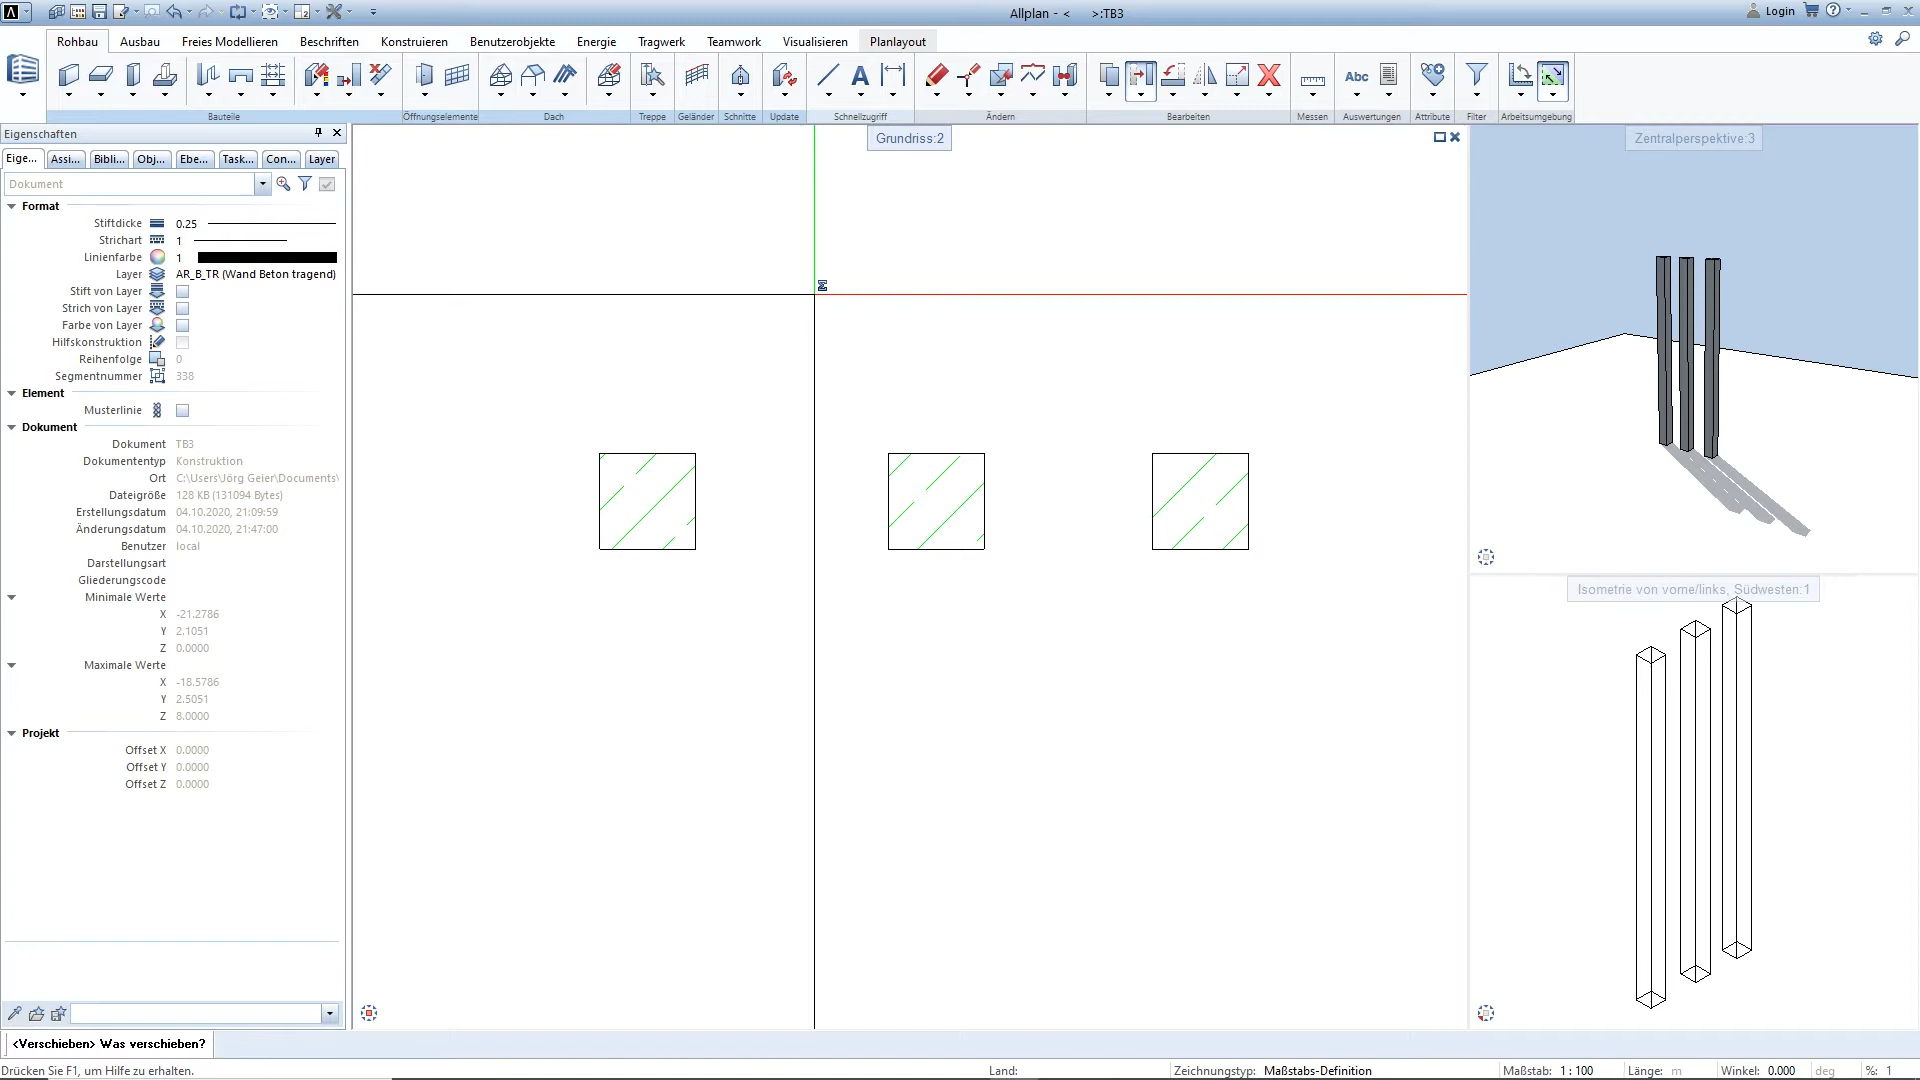 Allplan - < >:TB3
Login
Rohbau Ausbau Freies Modellieren Beschriften Konstruieren Benutzerobjekte Energie Tragwerk Teamwork Visualisieren Planlayout
Abc
Bauteile Öffnungselemente Dach Treppe Geländer Schnitte Update Schnellzugriff Ändern Bearbeiten Messen Auswertungen Attribute Filter Arbeitsumgebung
Eigenschaften
Eige... Assi... Bibli... Obj... Ebe... Task... Con... Layer
Dokument
Format
Stiftdicke 0.25
Strichart 1
Linienfarbe 1
Layer AR_B_TR (Wand Beton tragend)
Stift von Layer
Strich von Layer
Farbe von Layer
Hilfskonstruktion
Reihenfolge 0
Segmentnummer 338
Element
Musterlinie
Dokument
Dokument TB3
Dokumententyp Konstruktion
Ort C:\Users\Jörg Geier\Documents\
Dateigröße 128 KB (131094 Bytes)
Erstellungsdatum 04.10.2020, 21:09:59
Änderungsdatum 04.10.2020, 21:47:00
Benutzer local
Darstellungsart
Gliederungscode
Minimale Werte
X -21.2786
Y 2.1051
Z 0.0000
Maximale Werte
X -18.5786
Y 2.5051
Z 8.0000
Projekt
Offset X 0.0000
Offset Y 0.0000
Offset Z 0.0000
Grundriss:2
Zentralperspektive:3
Isometrie von vorne/links, Südwesten:1
<Verschieben> Was verschieben?
Drücken Sie F1, um Hilfe zu erhalten.
Land:
Zeichnungstyp: Maßstabs-Definition
Maßstab: 1 : 100
Länge: m
Winkel: 0.000 deg
%: 1